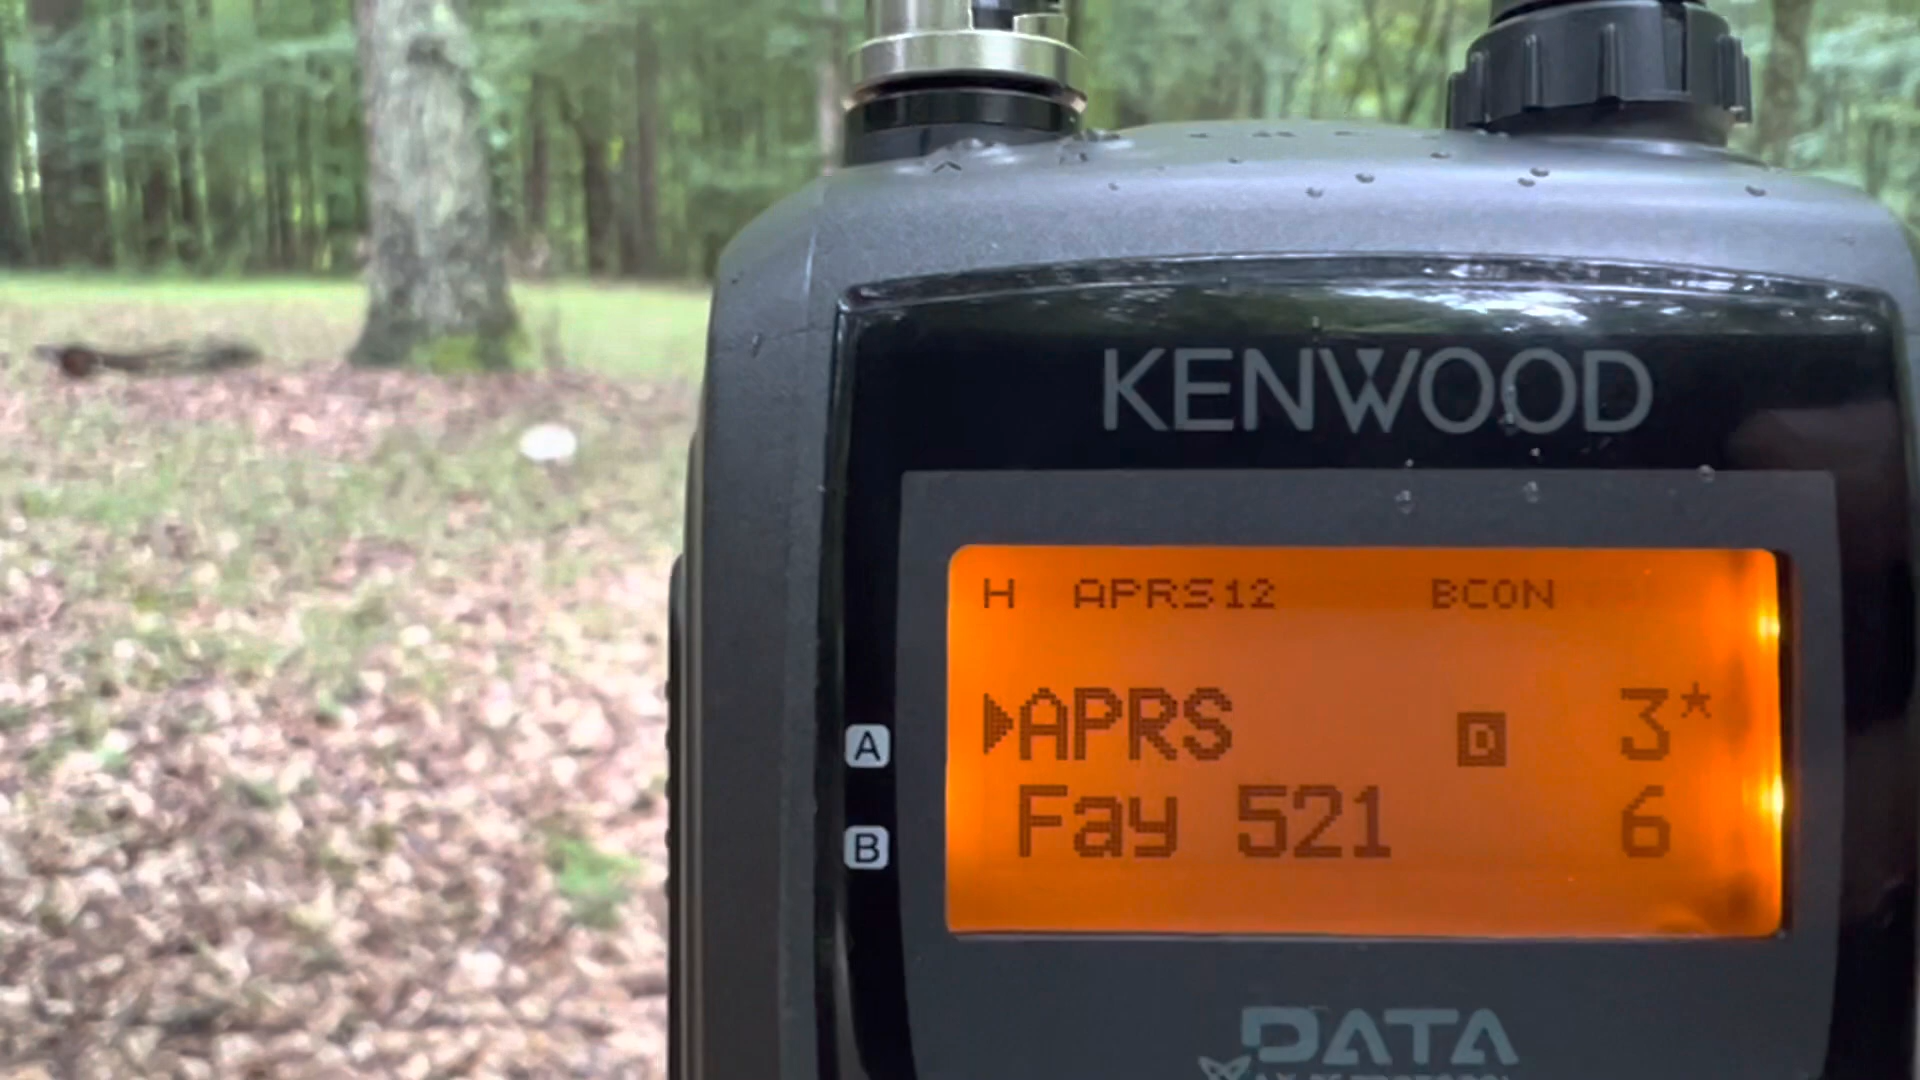 KENWOOD
H APRS12 BCON
A ▶APRS D 3*
B Fay 521 6
DATA